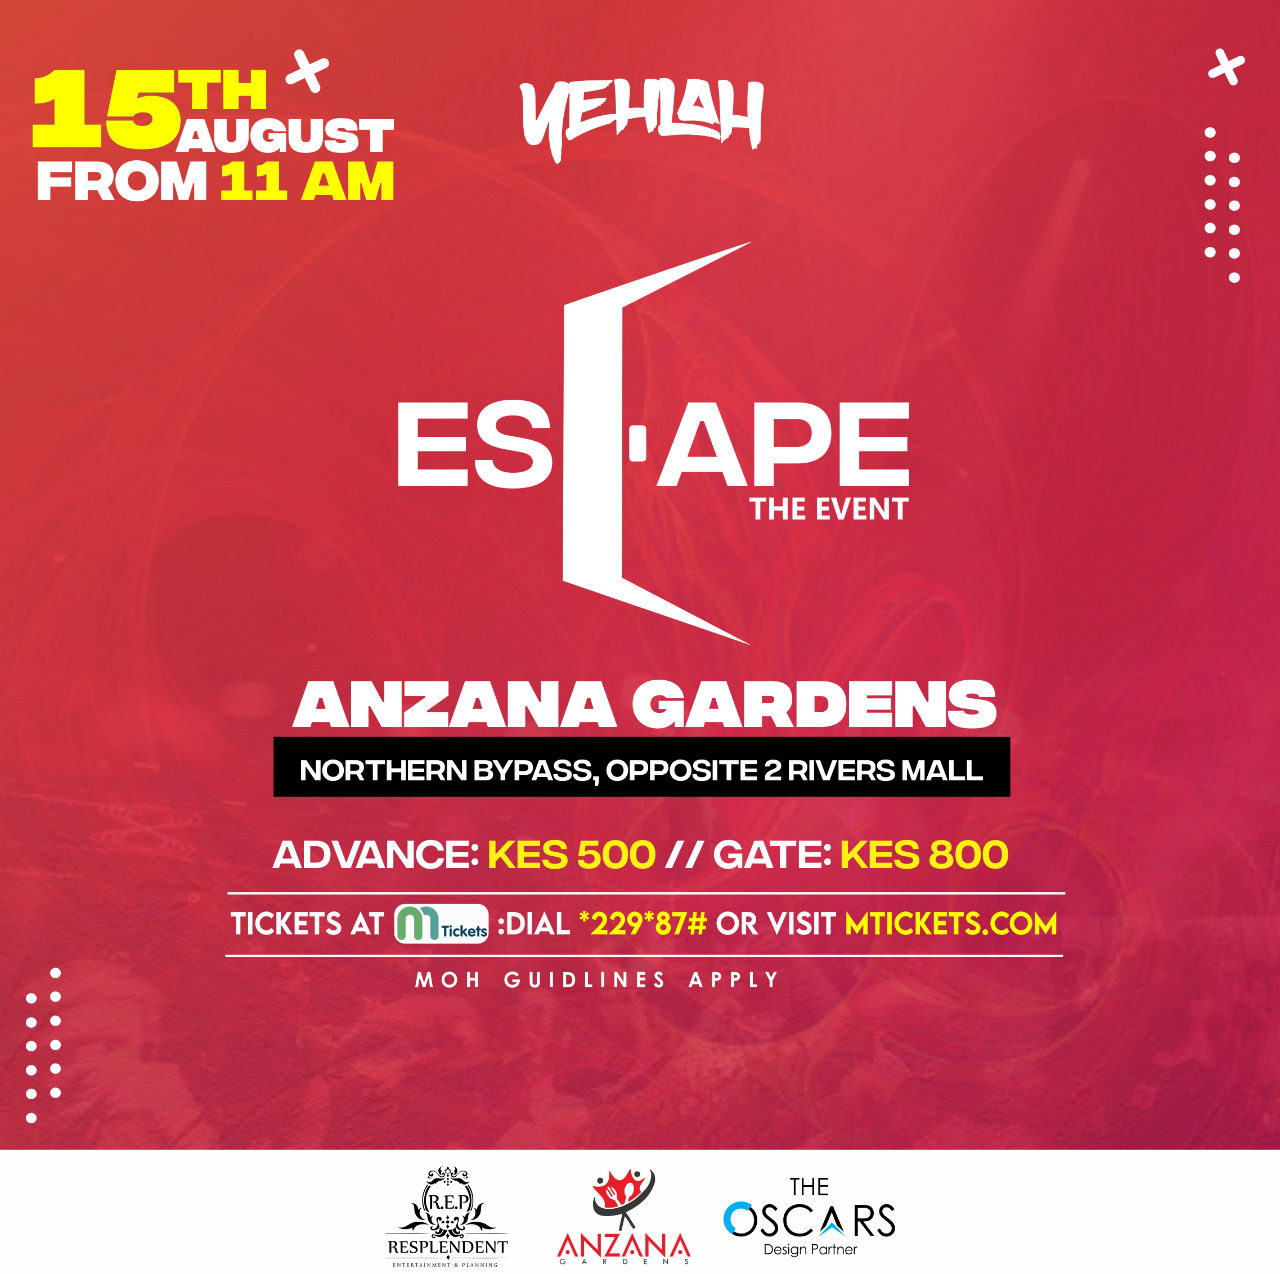 15TH
AUGUST
FROM 11 AM
YEHLAH
ESCAPE
THE EVENT
ANZANA GARDENS
NORTHERN BYPASS, OPPOSITE 2 RIVERS MALL
ADVANCE: KES 500 // GATE: KES 800
TICKETS AT m Tickets :DIAL *229*87# OR VISIT MTICKETS.COM
MOH GUIDLINES APPLY
R.E.P
RESPLENDENT
ENTERTAINMENT & PLANNING
ANZANA
GARDENS
THE
OSCARS
Design Partner